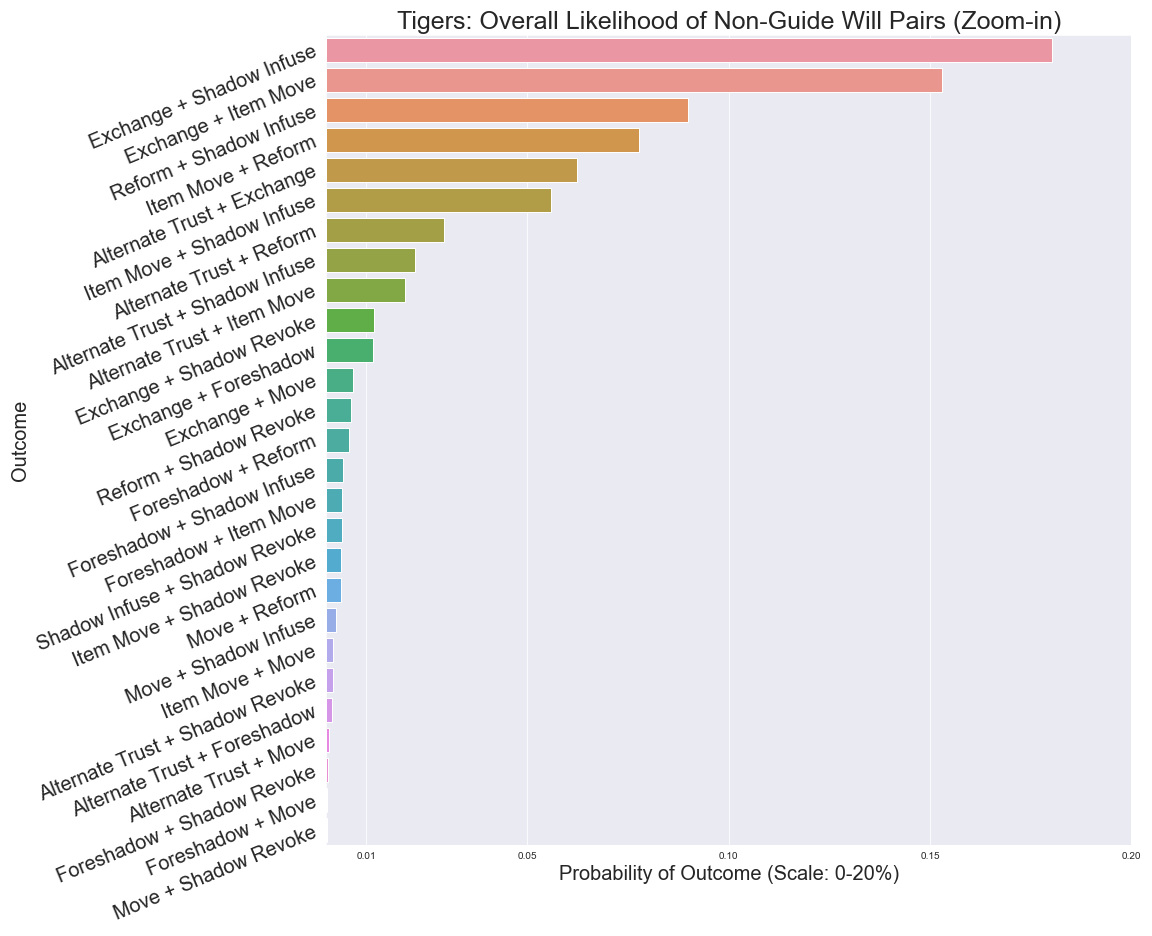 Tigers: Overall Likelihood of Non-Guide Will Pairs (Zoom-in)
Exchange + Shadow Infuse
Exchange + Item Move
Reform + Shadow Infuse
Item Move + Reform
Alternate Trust + Exchange
Item Move + Shadow Infuse
Alternate Trust + Reform
Alternate Trust + Shadow Infuse
Alternate Trust + Item Move
Exchange + Shadow Revoke
Exchange + Foreshadow
Exchange + Move
Reform + Shadow Revoke
Foreshadow + Reform
Foreshadow + Shadow Infuse
Foreshadow + Item Move
Shadow Infuse + Shadow Revoke
Item Move + Shadow Revoke
Move + Reform
Move + Shadow Infuse
Item Move + Move
Alternate Trust + Shadow Revoke
Alternate Trust + Foreshadow
Alternate Trust + Move
Foreshadow + Shadow Revoke
Foreshadow + Move
Move + Shadow Revoke
Outcome
0.01 0.05 0.10 0.15 0.20
Probability of Outcome (Scale: 0-20%)